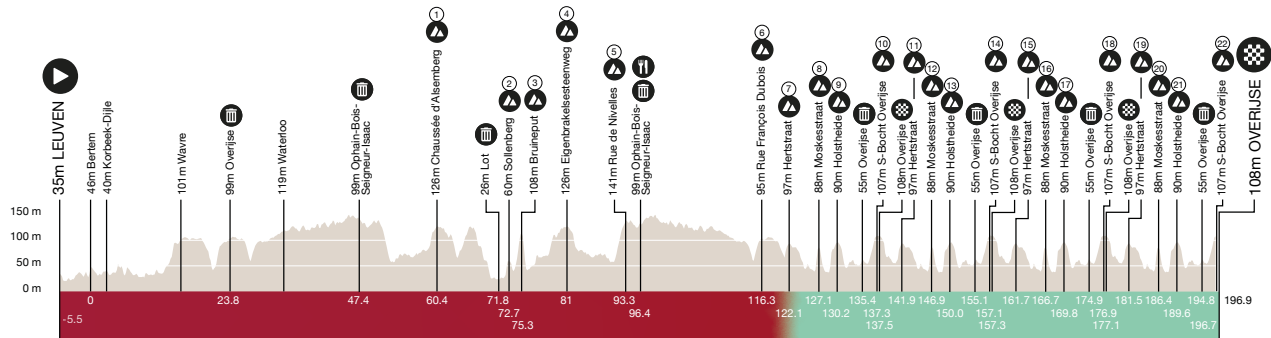 35m LEUVEN
46m Bertem
40m Korbeek-Dijle
101m Wavre
99m Overijse
119m Waterloo
99m Ophain-Bois-
Seigneur-Isaac
1
126m Chaussée d'Alsemberg
26m Lot
2
60m Sollenberg
3
108m Bruineput
4
126m Eigenbrakelsesteenweg
5
141m Rue de Nivelles
99m Ophain-Bois-
Seigneur-Isaac
6
95m Rue François Dubois
7
97m Hertstraat
8
88m Moskesstraat
9
90m Holstheide
55m Overijse
10
107m S-Bocht Overijse
108m Overijse
11
97m Hertstraat
12
88m Moskesstraat
13
90m Holstheide
55m Overijse
14
107m S-Bocht Overijse
108m Overijse
15
97m Hertstraat
16
88m Moskesstraat
17
90m Holstheide
55m Overijse
18
107m S-Bocht Overijse
108m Overijse
19
97m Hertstraat
20
88m Moskesstraat
21
90m Holstheide
55m Overijse
22
107m S-Bocht Overijse
108m OVERIJSE
150 m
100 m
50 m
0 m
-5.5
0
23.8
47.4
60.4
71.8
72.7
75.3
81
93.3
96.4
116.3
122.1
127.1
130.2
135.4
137.3
137.5
141.9
146.9
150.0
155.1
157.1
157.3
161.7
166.7
169.8
174.9
176.9
177.1
181.5
186.4
189.6
194.8
196.7
196.9